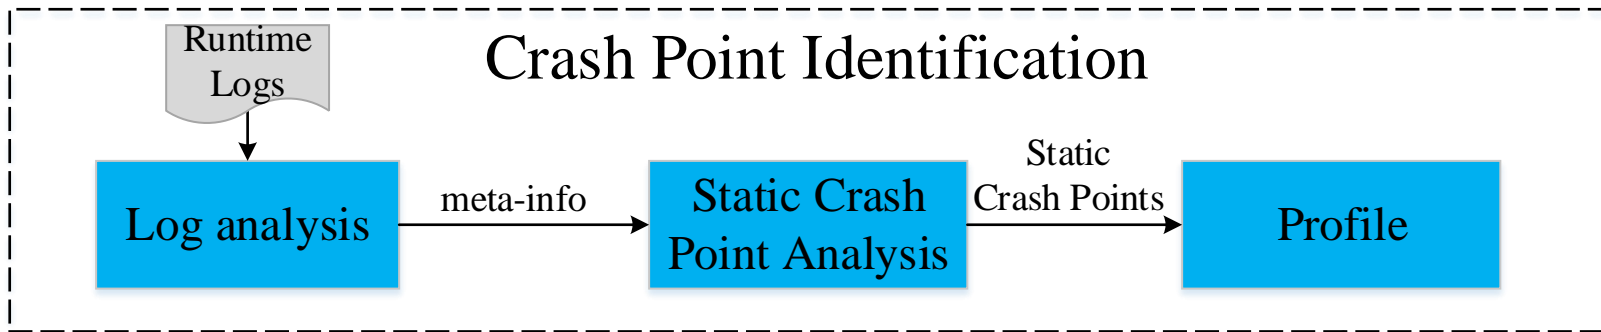 Runtime
Logs
Crash Point Identification
Log analysis
meta-info
Static Crash
Point Analysis
Static
Crash Points
Profile